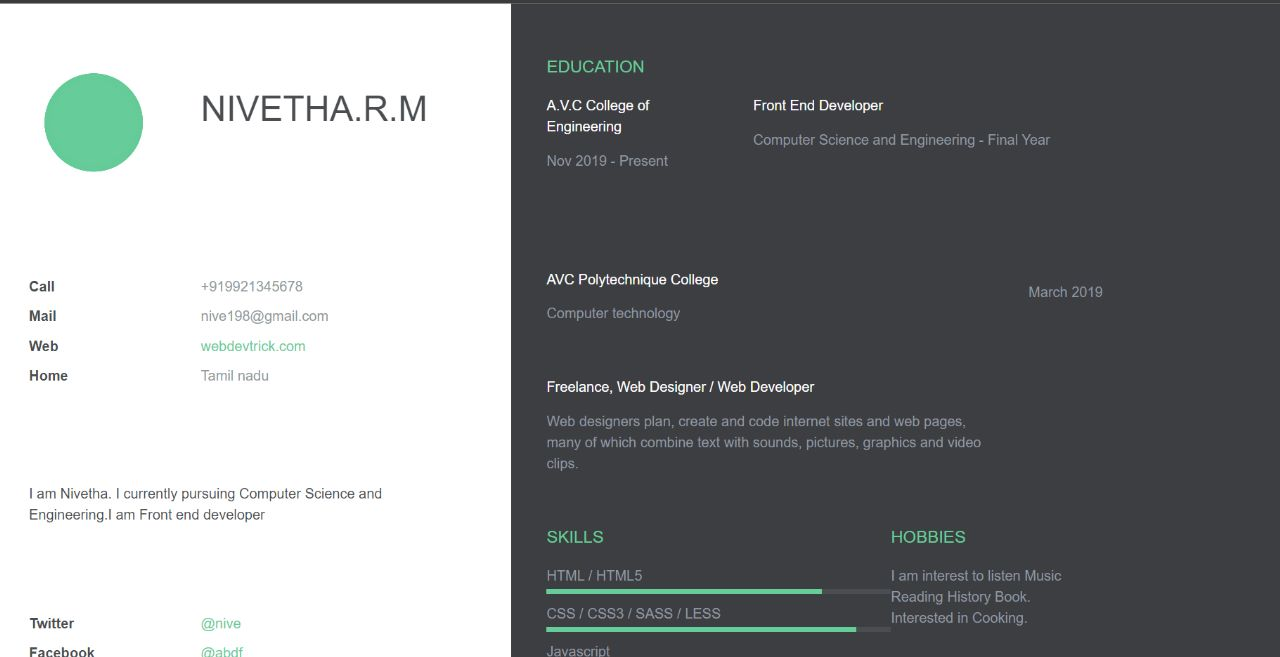 NIVETHA.R.M
Call +919921345678
Mail nive198@gmail.com
Web webdevtrick.com
Home Tamil nadu
I am Nivetha. I currently pursuing Computer Science and
Engineering.I am Front end developer
Twitter @nive
Facebook @abdf
EDUCATION
A.V.C College of
Engineering
Nov 2019 - Present
Front End Developer
Computer Science and Engineering - Final Year
AVC Polytechnique College
Computer technology
March 2019
Freelance, Web Designer / Web Developer
Web designers plan, create and code internet sites and web pages,
many of which combine text with sounds, pictures, graphics and video
clips.
SKILLS
HTML / HTML5
CSS / CSS3 / SASS / LESS
Javascript
HOBBIES
I am interest to listen Music
Reading History Book.
Interested in Cooking.